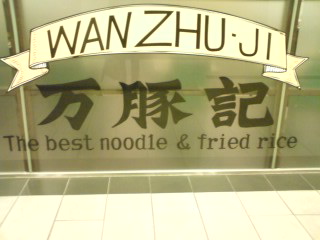 WAN ZHU·JI
万豚記
The best noodle & fried rice